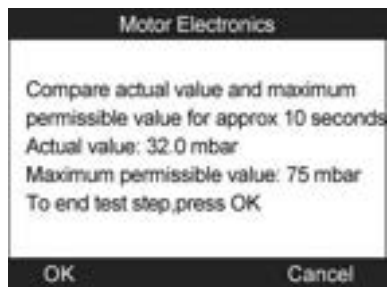 Motor Electronics
Compare actual value and maximum
permissible value for approx 10 seconds
Actual value: 32.0 mbar
Maximum permissible value: 75 mbar
To end test step,press OK
OK Cancel